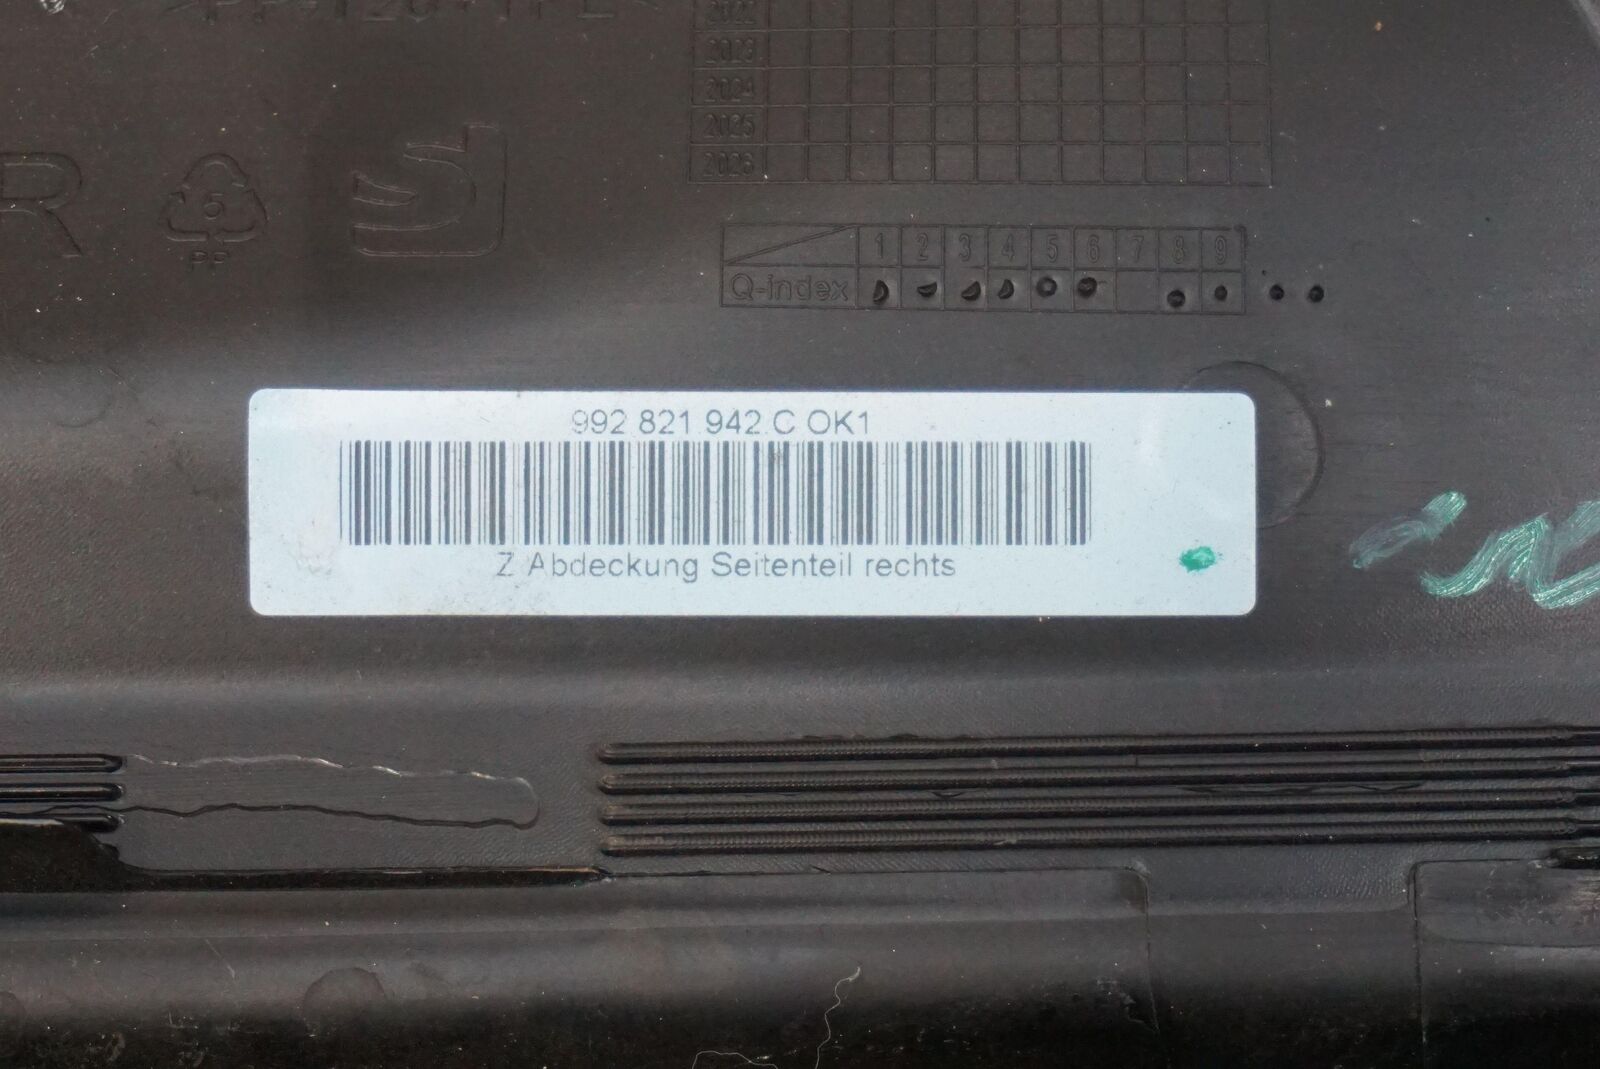 2022
2023
2024
2025
2026
R
5
PP
1 2 3 4 5 6 7 8 9
Q-index
992 821 942 C OK1
Z Abdeckung Seitenteil rechts